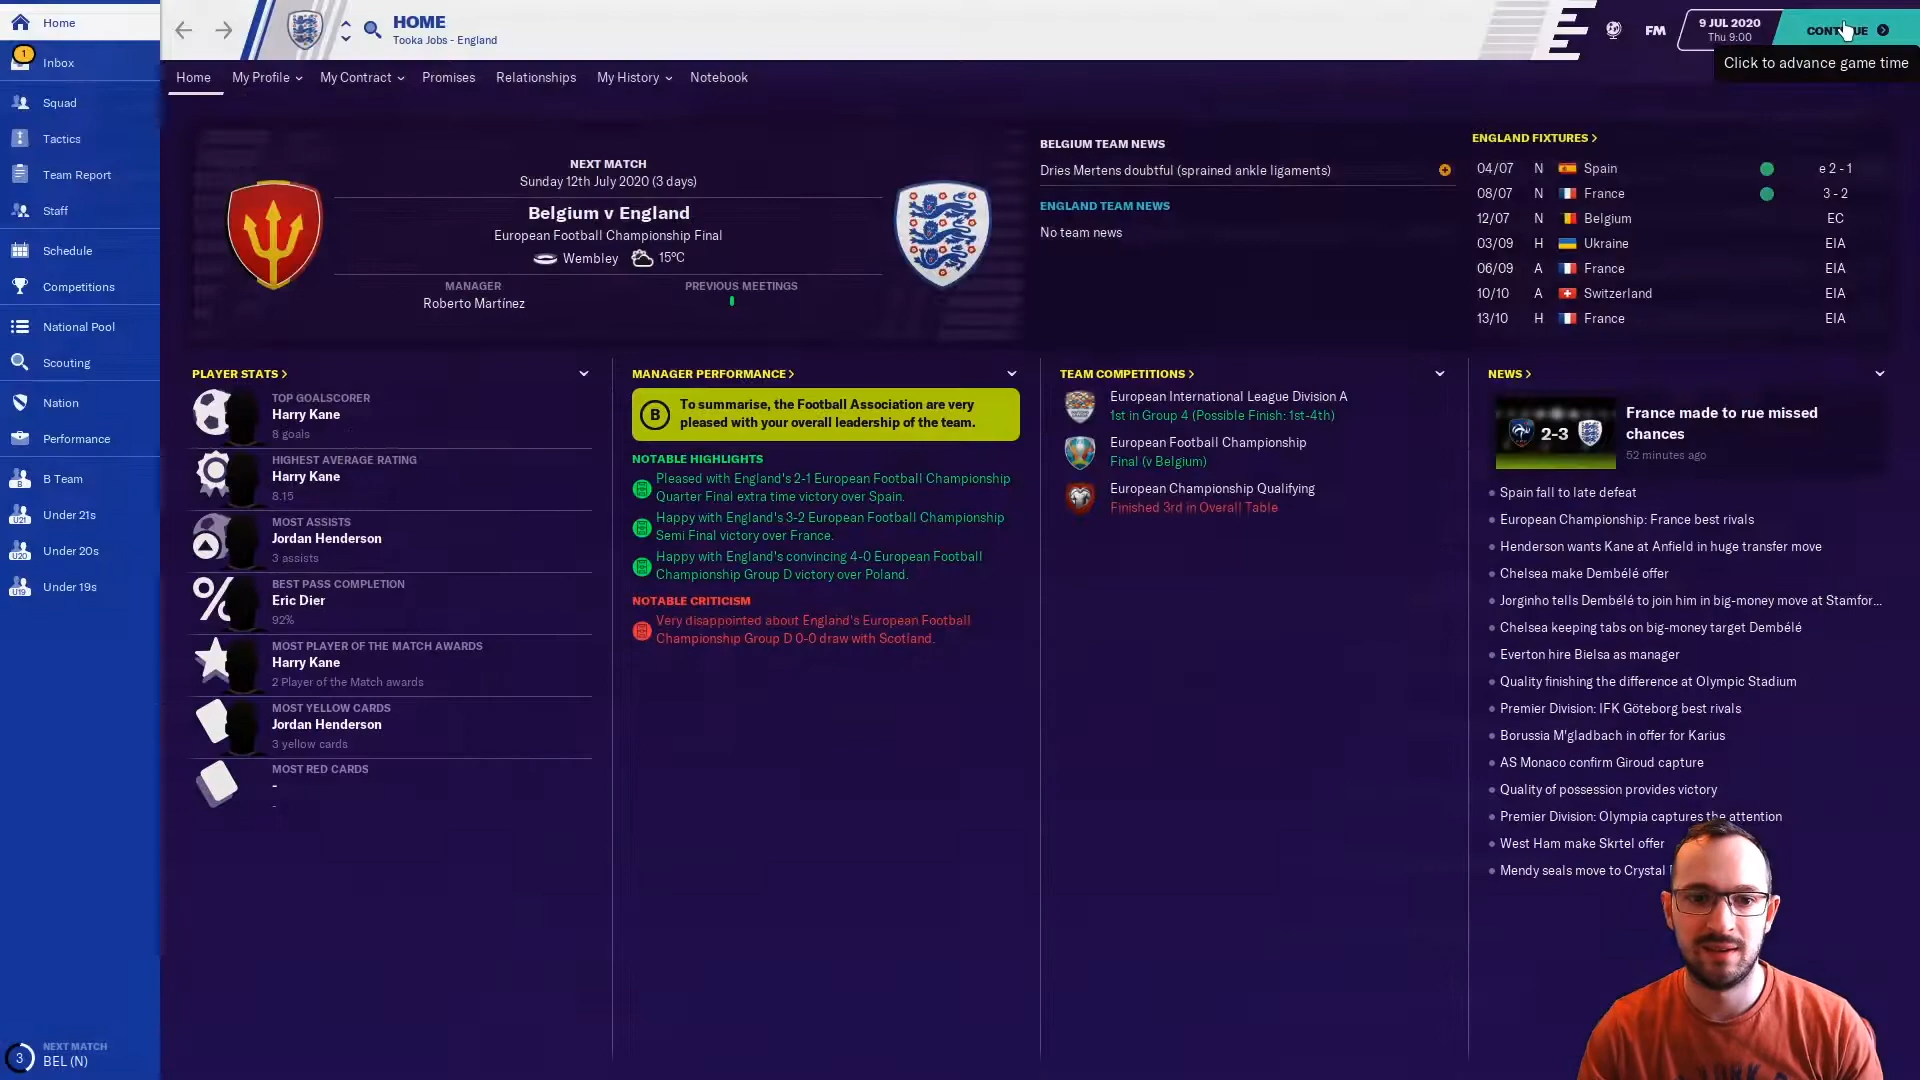 Home
1
Inbox
Squad
Tactics
Team Report
Staff
Schedule
Competitions
National Pool
Scouting
Nation
Performance
B Team
Under 21s
Under 20s
Under 19s
3
NEXT MATCH
BEL (N)
HOME
Tooka Jobs - England
FM
9 JUL 2020
Thu 9:00
Click to advance game time
Home
My Profile
My Contract
Promises
Relationships
My History
Notebook
NEXT MATCH
Sunday 12th July 2020 (3 days)
Belgium v England
European Football Championship Final
Wembley 15°C
MANAGER
Roberto Martínez
PREVIOUS MEETINGS
BELGIUM TEAM NEWS
Dries Mertens doubtful (sprained ankle ligaments)
ENGLAND TEAM NEWS
No team news
ENGLAND FIXTURES >
04/07 N Spain e 2 - 1
08/07 N France 3 - 2
12/07 N Belgium EC
03/09 H Ukraine EIA
06/09 A France EIA
10/10 A Switzerland EIA
13/10 H France EIA
PLAYER STATS >
TOP GOALSCORER
Harry Kane
8 goals
HIGHEST AVERAGE RATING
Harry Kane
8.15
MOST ASSISTS
Jordan Henderson
3 assists
BEST PASS COMPLETION
Eric Dier
92%
MOST PLAYER OF THE MATCH AWARDS
Harry Kane
2 Player of the Match awards
MOST YELLOW CARDS
Jordan Henderson
3 yellow cards
MOST RED CARDS
-
-
MANAGER PERFORMANCE >
B
To summarise, the Football Association are very
pleased with your overall leadership of the team.
NOTABLE HIGHLIGHTS
Pleased with England's 2-1 European Football Championship
Quarter Final extra time victory over Spain.
Happy with England's 3-2 European Football Championship
Semi Final victory over France.
Happy with England's convincing 4-0 European Football
Championship Group D victory over Poland.
NOTABLE CRITICISM
Very disappointed about England's European Football
Championship Group D 0-0 draw with Scotland.
TEAM COMPETITIONS >
European International League Division A
1st in Group 4 (Possible Finish: 1st-4th)
European Football Championship
Final (v Belgium)
European Championship Qualifying
Finished 3rd in Overall Table
NEWS >
2-3
France made to rue missed
chances
52 minutes ago
Spain fall to late defeat
European Championship: France best rivals
Henderson wants Kane at Anfield in huge transfer move
Chelsea make Dembélé offer
Jorginho tells Dembélé to join him in big-money move at Stamfor...
Chelsea keeping tabs on big-money target Dembélé
Everton hire Bielsa as manager
Quality finishing the difference at Olympic Stadium
Premier Division: IFK Göteborg best rivals
Borussia M'gladbach in offer for Karius
AS Monaco confirm Giroud capture
Quality of possession provides victory
Premier Division: Olympia captures the attention
West Ham make Skrtel offer
Mendy seals move to Crystal